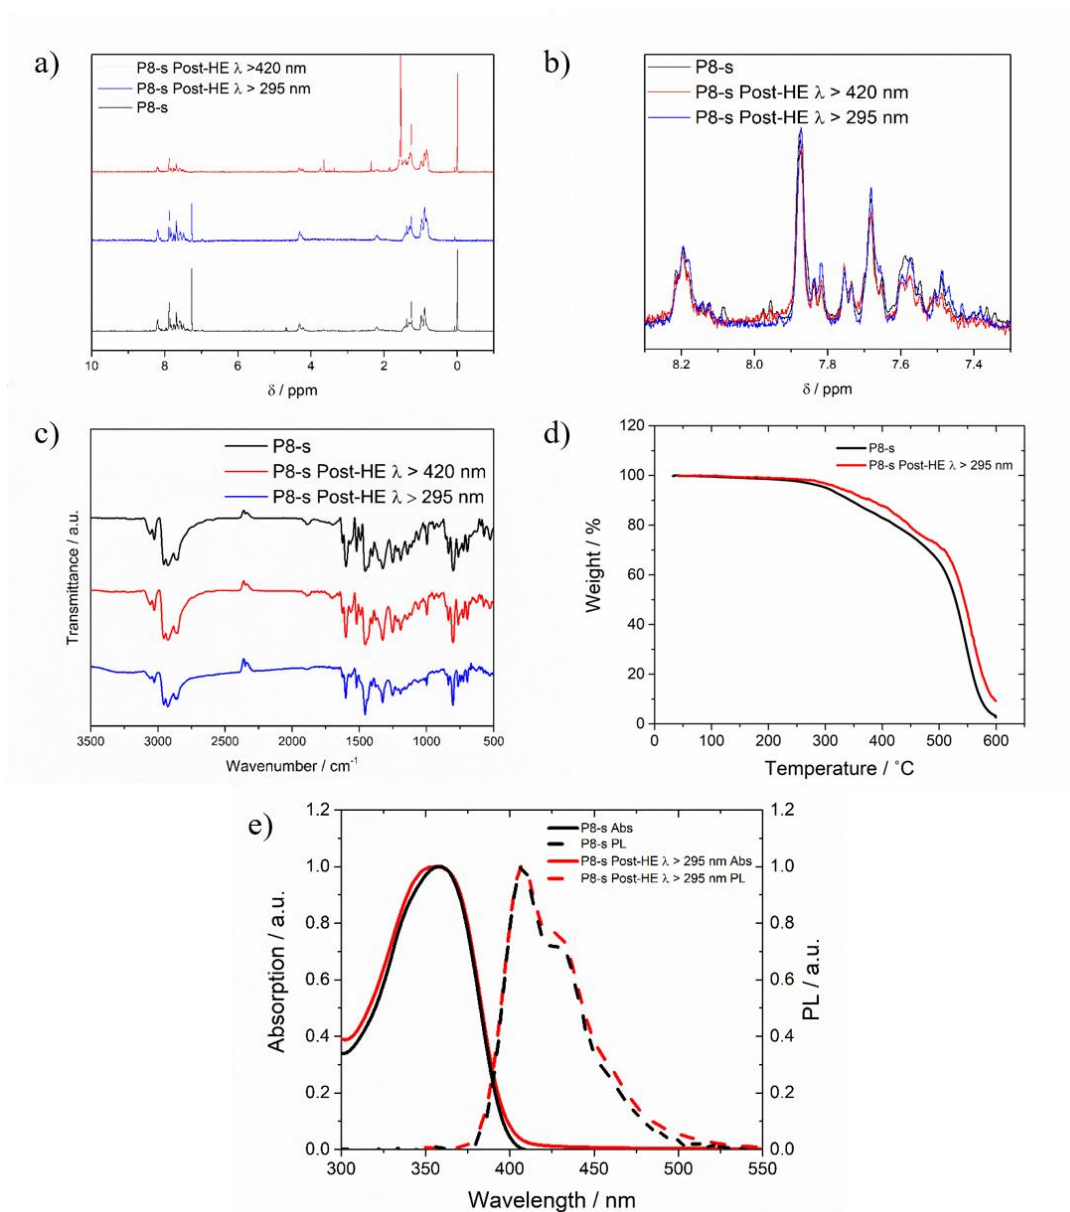 a)
P8-s Post-HE λ >420 nm
P8-s Post-HE λ > 295 nm
P8-s
10 8 6 4 2 0
δ / ppm
b)
P8-s
P8-s Post-HE λ > 420 nm
P8-s Post-HE λ > 295 nm
8.2 8.0 7.8 7.6 7.4
δ / ppm
c)
P8-s
P8-s Post-HE λ > 420 nm
P8-s Post-HE λ > 295 nm
Transmittance / a.u.
3500 3000 2500 2000 1500 1000 500
Wavenumber / cm⁻¹
d)
P8-s
P8-s Post-HE λ > 295 nm
Weight / %
120
100
80
60
40
20
0
0 100 200 300 400 500 600
Temperature / ˚C
e)
P8-s Abs
P8-s PL
P8-s Post-HE λ > 295 nm Abs
P8-s Post-HE λ > 295 nm PL
Absorption / a.u.
1.2
1.0
0.8
0.6
0.4
0.2
0.0
PL / a.u.
1.2
1.0
0.8
0.6
0.4
0.2
0.0
300 350 400 450 500 550
Wavelength / nm